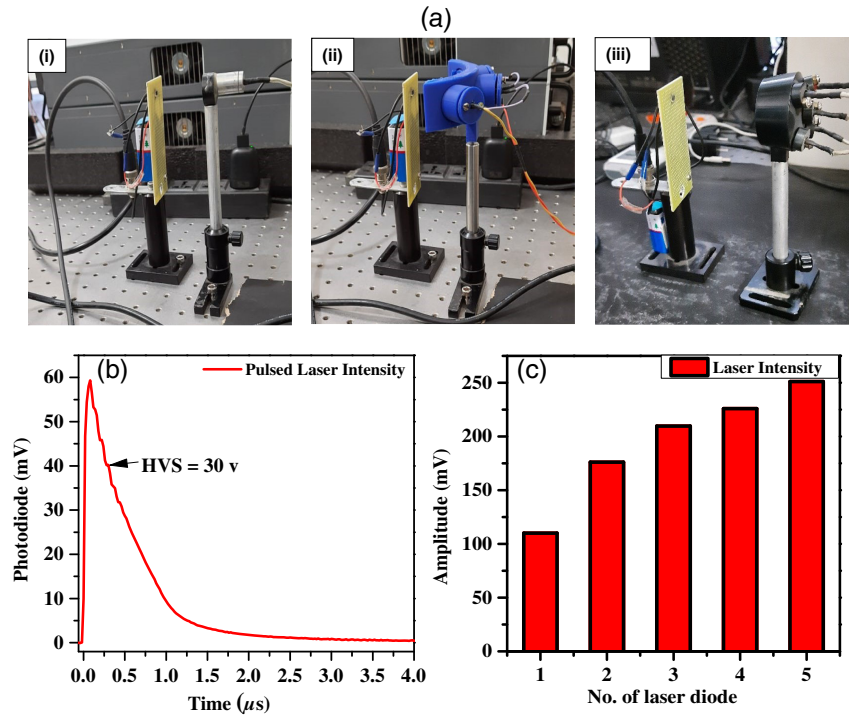 (a)
(i)
(ii)
(iii)
(b)
Pulsed Laser Intensity
HVS = 30 v
Photodiode (mV)
60
50
40
30
20
10
0
0.0 0.5 1.0 1.5 2.0 2.5 3.0 3.5 4.0
Time (μs)
(c)
Laser Intensity
Amplitude (mV)
250
200
150
100
50
0
1 2 3 4 5
No. of laser diode